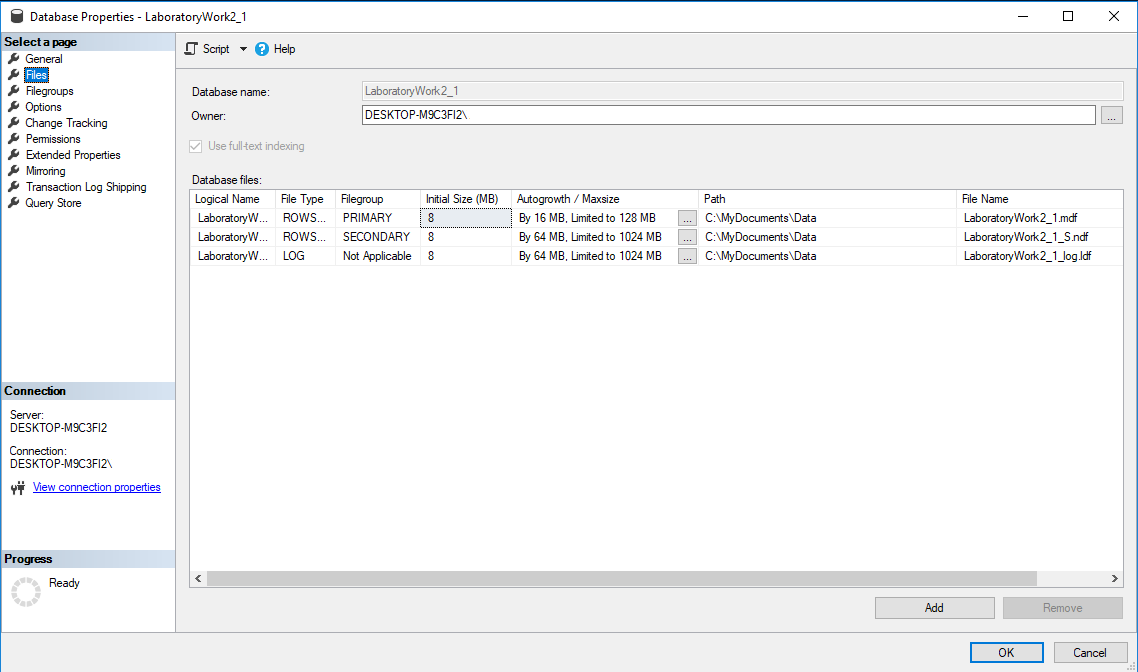 Database Properties - LaboratoryWork2_1
Select a page
General
Files
Filegroups
Options
Change Tracking
Permissions
Extended Properties
Mirroring
Transaction Log Shipping
Query Store
Connection
Server:
DESKTOP-M9C3FI2
Connection:
DESKTOP-M9C3FI2\
View connection properties
Progress
Ready
Script Help
Database name: LaboratoryWork2_1
Owner: DESKTOP-M9C3FI2\ ...
Use full-text indexing
Database files:
Logical Name File Type Filegroup Initial Size (MB) Autogrowth / Maxsize Path File Name
LaboratoryW... ROWS... PRIMARY 8 By 16 MB, Limited to 128 MB ... C:\MyDocuments\Data LaboratoryWork2_1.mdf
LaboratoryW... ROWS... SECONDARY 8 By 64 MB, Limited to 1024 MB ... C:\MyDocuments\Data LaboratoryWork2_1_S.ndf
LaboratoryW... LOG Not Applicable 8 By 64 MB, Limited to 1024 MB ... C:\MyDocuments\Data LaboratoryWork2_1_log.ldf
Add Remove
OK Cancel